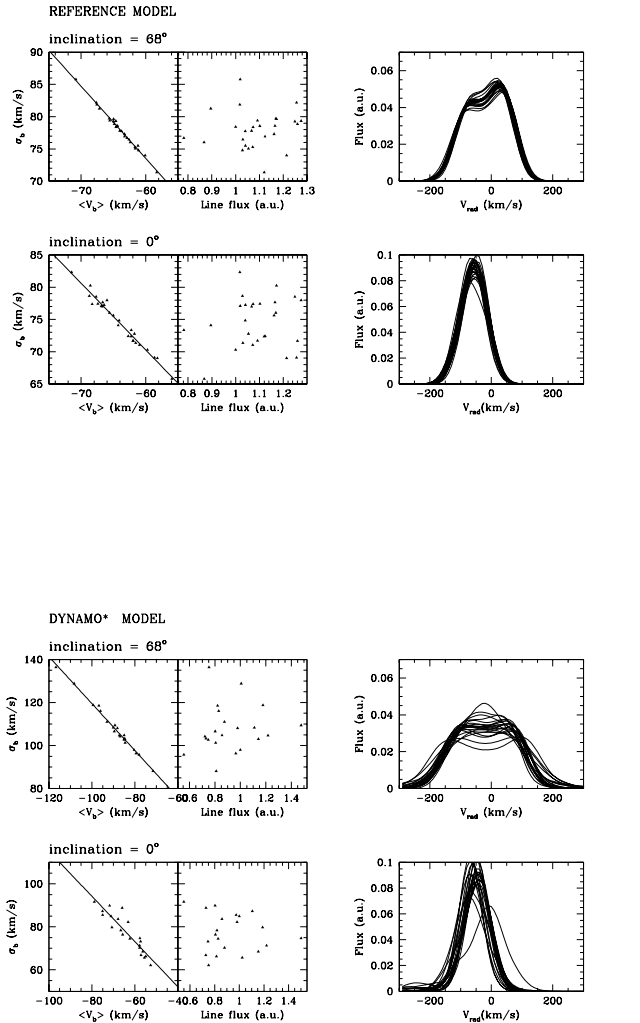 REFERENCE MODEL
inclination = 68°
90
85
80
75
70
σb (km/s)
-70 -60
<Vb> (km/s)
0.8 0.9 1 1.1 1.2 1.3
Line flux (a.u.)
0.06
0.04
0.02
0
Flux (a.u.)
-200 0 200
Vrad (km/s)
inclination = 0°
85
80
75
70
65
σb (km/s)
-70 -60
<Vb> (km/s)
0.8 0.9 1 1.1 1.2 1.3
Line flux (a.u.)
0.1
0.08
0.06
0.04
0.02
0
Flux (a.u.)
-200 0 200
Vrad(km/s)
DYNAMO* MODEL
inclination = 68°
140
120
100
80
σb (km/s)
-120 -100 -80 -60
<Vb> (km/s)
0.6 0.8 1 1.2 1.4
Line flux (a.u.)
0.06
0.04
0.02
0
Flux (a.u.)
-200 0 200
Vrad (km/s)
inclination = 0°
100
80
60
σb (km/s)
-100 -80 -60 -40
<Vb> (km/s)
0.6 0.8 1 1.2 1.4
Line flux (a.u.)
0.1
0.08
0.06
0.04
0.02
0
Flux (a.u.)
-200 0 200
Vrad(km/s)